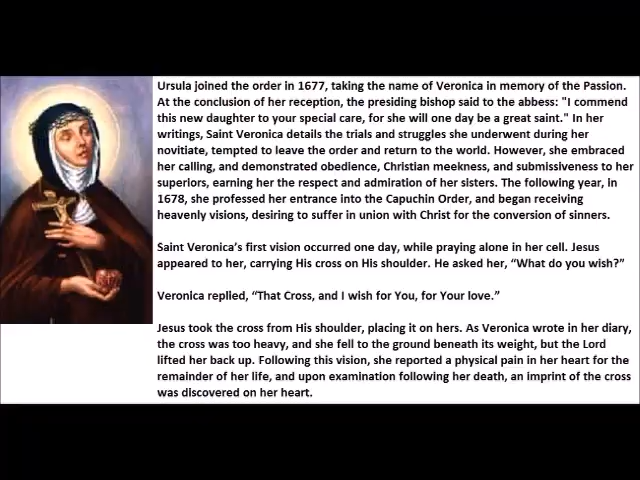 Ursula joined the order in 1677, taking the name of Veronica in memory of the Passion.
At the conclusion of her reception, the presiding bishop said to the abbess: "I commend
this new daughter to your special care, for she will one day be a great saint." In her
writings, Saint Veronica details the trials and struggles she underwent during her
novitiate, tempted to leave the order and return to the world. However, she embraced
her calling, and demonstrated obedience, Christian meekness, and submissiveness to her
superiors, earning her the respect and admiration of her sisters. The following year, in
1678, she professed her entrance into the Capuchin Order, and began receiving
heavenly visions, desiring to suffer in union with Christ for the conversion of sinners.
Saint Veronica’s first vision occurred one day, while praying alone in her cell. Jesus
appeared to her, carrying His cross on His shoulder. He asked her, “What do you wish?”
Veronica replied, “That Cross, and I wish for You, for Your love.”
Jesus took the cross from His shoulder, placing it on hers. As Veronica wrote in her diary,
the cross was too heavy, and she fell to the ground beneath its weight, but the Lord
lifted her back up. Following this vision, she reported a physical pain in her heart for the
remainder of her life, and upon examination following her death, an imprint of the cross
was discovered on her heart.